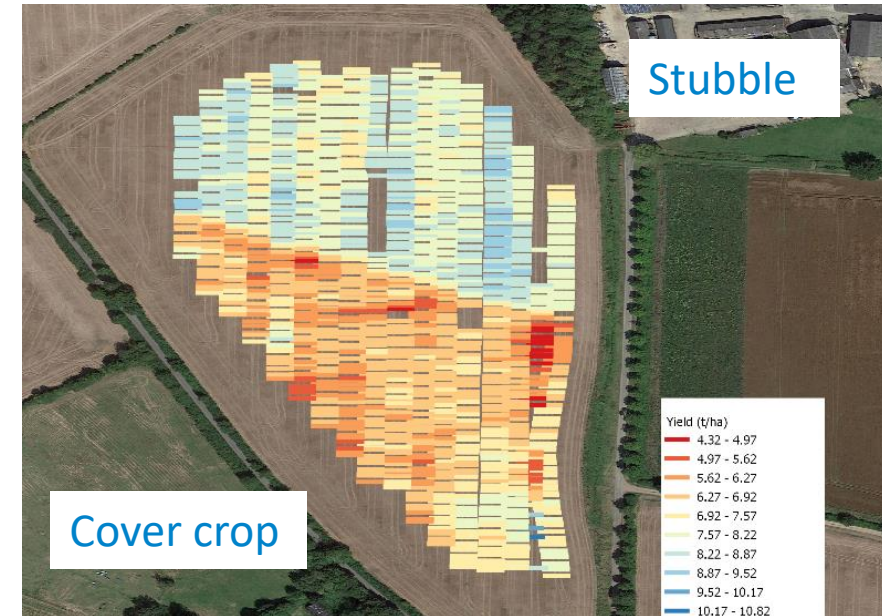 Stubble
Cover crop
Yield (t/ha)
4.32 - 4.97
4.97 - 5.62
5.62 - 6.27
6.27 - 6.92
6.92 - 7.57
7.57 - 8.22
8.22 - 8.87
8.87 - 9.52
9.52 - 10.17
10.17 - 10.82